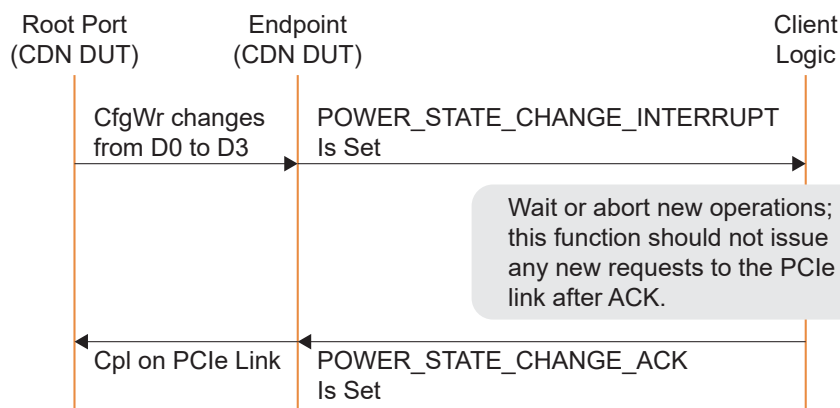 Root Port
(CDN DUT)
Endpoint
(CDN DUT)
Client
Logic
CfgWr changes
from D0 to D3
POWER_STATE_CHANGE_INTERRUPT
Is Set
Wait or abort new operations;
this function should not issue
any new requests to the PCIe
link after ACK.
Cpl on PCIe Link
POWER_STATE_CHANGE_ACK
Is Set